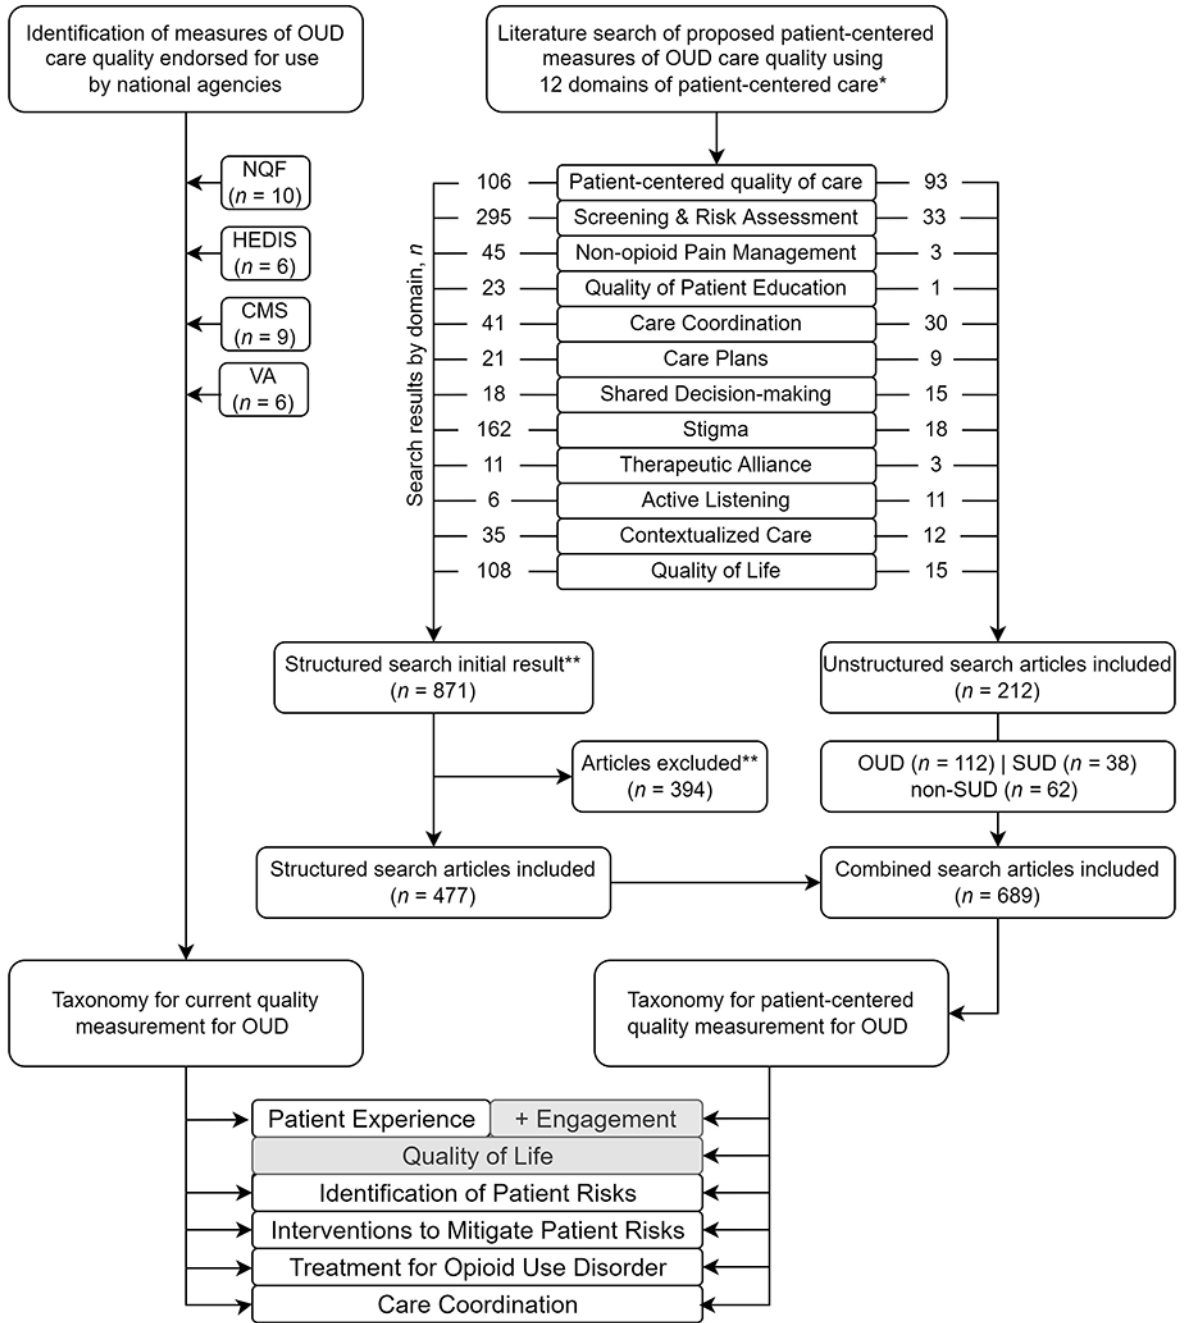 Identification of measures of OUD
care quality endorsed for use
by national agencies
Literature search of proposed patient-centered
measures of OUD care quality using
12 domains of patient-centered care*
NQF
(n = 10)
HEDIS
(n = 6)
CMS
(n = 9)
VA
(n = 6)
Search results by domain, n
106 Patient-centered quality of care 93
295 Screening & Risk Assessment 33
45 Non-opioid Pain Management 3
23 Quality of Patient Education 1
41 Care Coordination 30
21 Care Plans 9
18 Shared Decision-making 15
162 Stigma 18
11 Therapeutic Alliance 3
6 Active Listening 11
35 Contextualized Care 12
108 Quality of Life 15
Structured search initial result**
(n = 871)
Unstructured search articles included
(n = 212)
Articles excluded**
(n = 394)
OUD (n = 112) | SUD (n = 38)
non-SUD (n = 62)
Structured search articles included
(n = 477)
Combined search articles included
(n = 689)
Taxonomy for current quality
measurement for OUD
Taxonomy for patient-centered
quality measurement for OUD
Patient Experience + Engagement
Quality of Life
Identification of Patient Risks
Interventions to Mitigate Patient Risks
Treatment for Opioid Use Disorder
Care Coordination